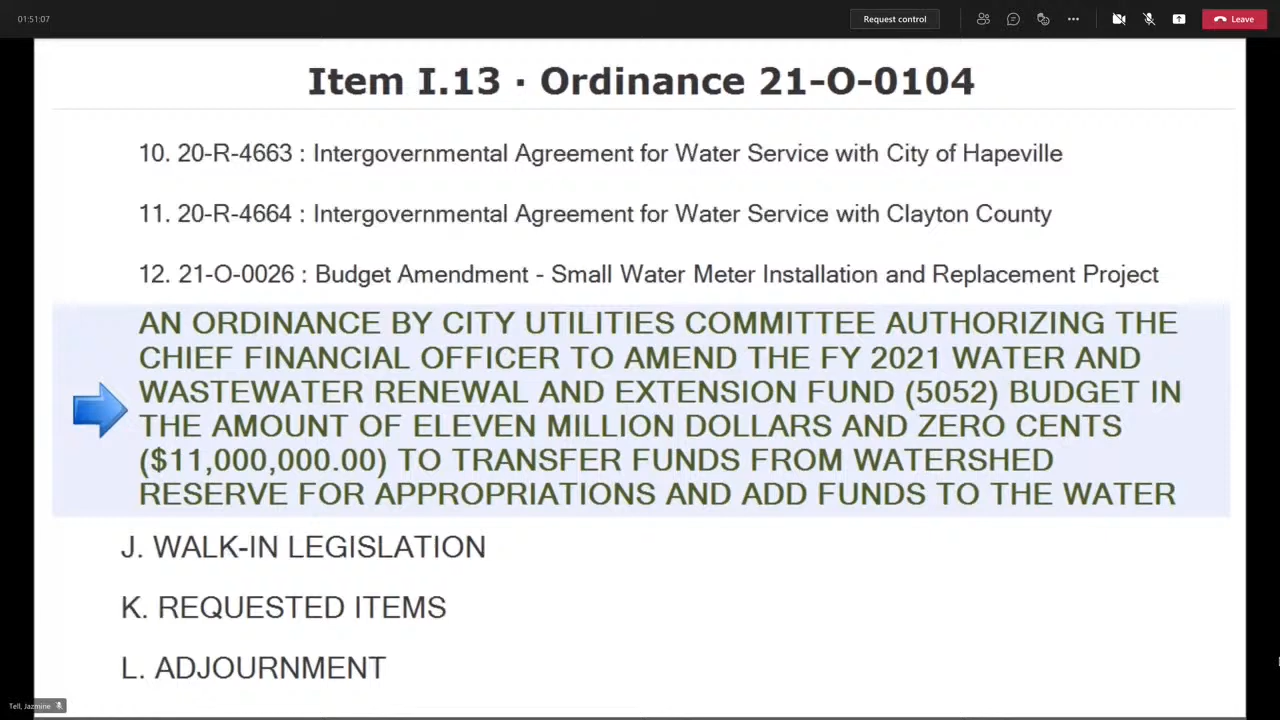 01:51:07
Request control
Leave
Item I.13 · Ordinance 21-O-0104
10. 20-R-4663 : Intergovernmental Agreement for Water Service with City of Hapeville
11. 20-R-4664 : Intergovernmental Agreement for Water Service with Clayton County
12. 21-O-0026 : Budget Amendment - Small Water Meter Installation and Replacement Project
AN ORDINANCE BY CITY UTILITIES COMMITTEE AUTHORIZING THE
CHIEF FINANCIAL OFFICER TO AMEND THE FY 2021 WATER AND
WASTEWATER RENEWAL AND EXTENSION FUND (5052) BUDGET IN
THE AMOUNT OF ELEVEN MILLION DOLLARS AND ZERO CENTS
($11,000,000.00) TO TRANSFER FUNDS FROM WATERSHED
RESERVE FOR APPROPRIATIONS AND ADD FUNDS TO THE WATER
J. WALK-IN LEGISLATION
K. REQUESTED ITEMS
L. ADJOURNMENT
Tell, Jazmine